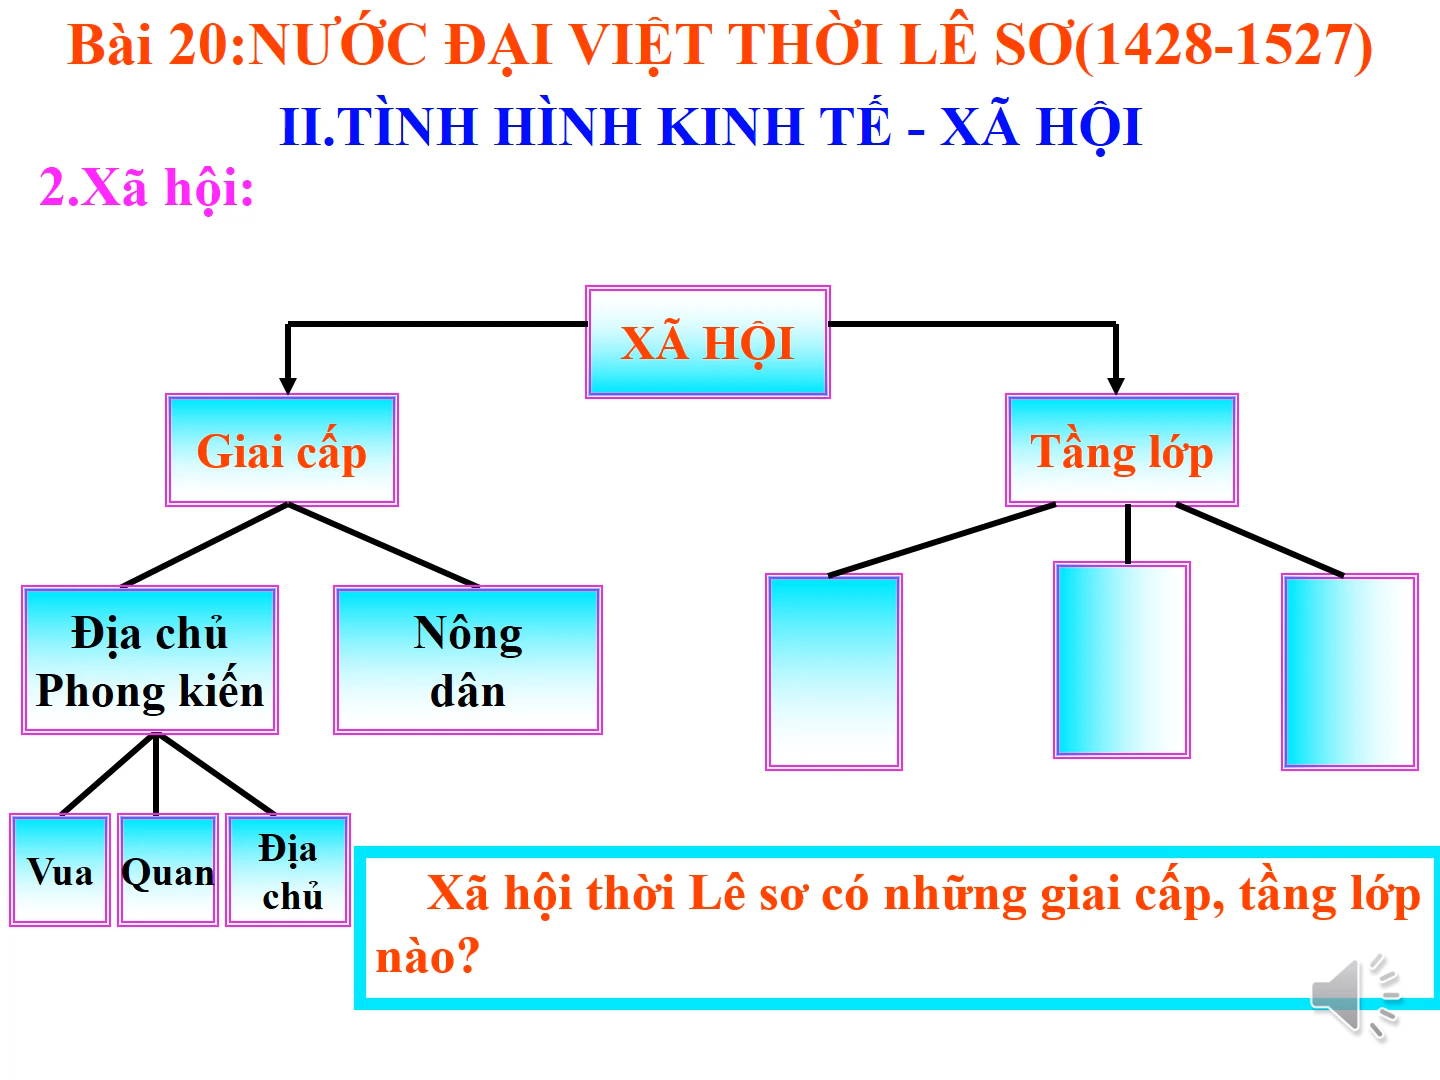 Bài 20:NƯỚC ĐẠI VIỆT THỜI LÊ SƠ(1428-1527)
II.TÌNH HÌNH KINH TẾ - XÃ HỘI
2.Xã hội:
XÃ HỘI
Giai cấp
Tầng lớp
Địa chủ
Phong kiến
Nông
dân
Vua
Quan
Địa
chủ
Xã hội thời Lê sơ có những giai cấp, tầng lớp
nào?